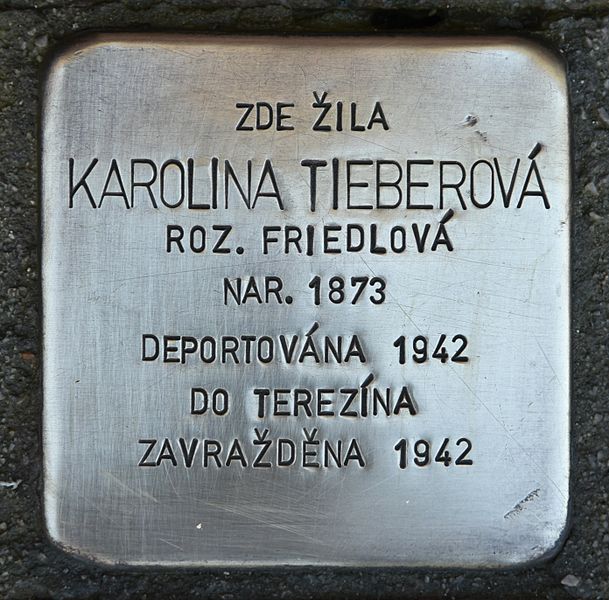 ZDE ŽILA
KAROLINA TIEBEROVÁ
ROZ. FRIEDLOVÁ
NAR. 1873
DEPORTOVÁNA 1942
DO TEREZÍNA
ZAVRAŽDĚNA 1942